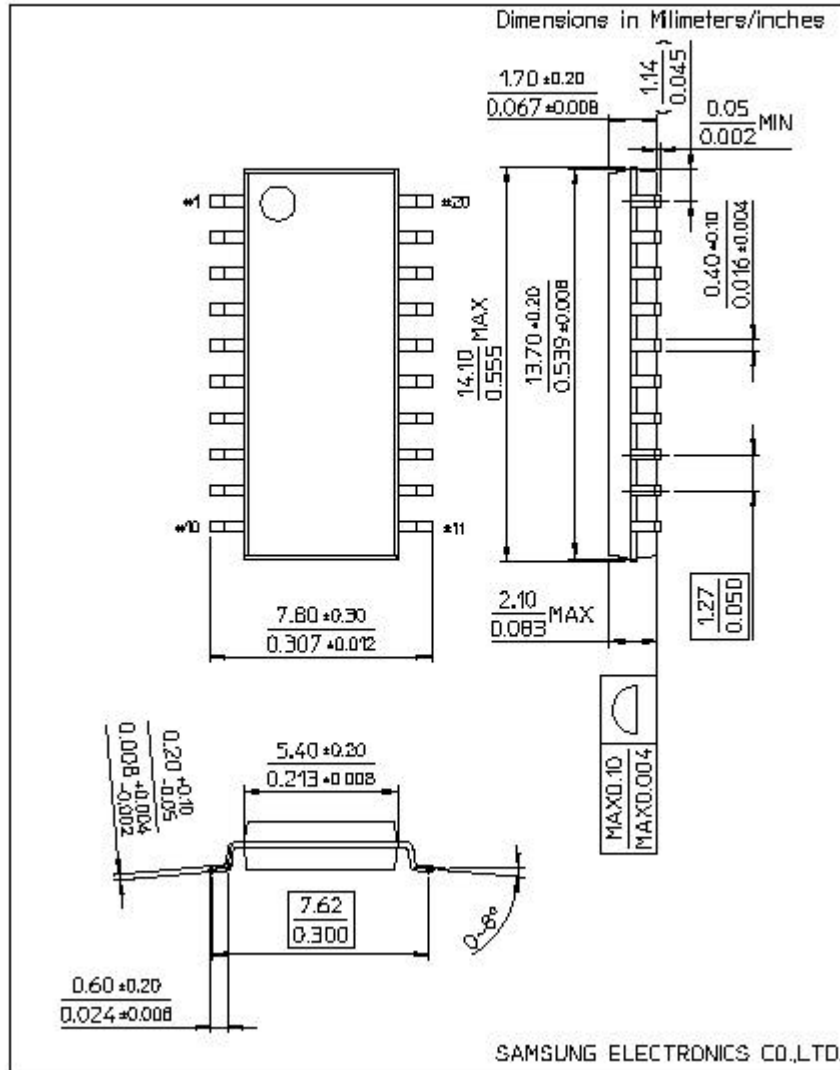 Dimensions in Milimeters/inches
1.70 ±0.20
0.067 ±0.008
( 1.14 )
0.045
0.05
0.002 MIN
#1
#20
0.40±0.10
0.016±0.004
14.10 MAX
0.555
13.70 ±0.20
0.539 ±0.008
#10
#11
7.80 ±0.30
0.307 ±0.012
2.10
0.083 MAX
1.27
0.050
MAX0.10
MAX0.004
0.20 +0.10 -0.05
0.008 +0.004 -0.002
5.40 ±0.20
0.213 ±0.008
7.62
0.300
0~8°
0.60 ±0.20
0.024 ±0.008
SAMSUNG ELECTRONICS CO.,LTD